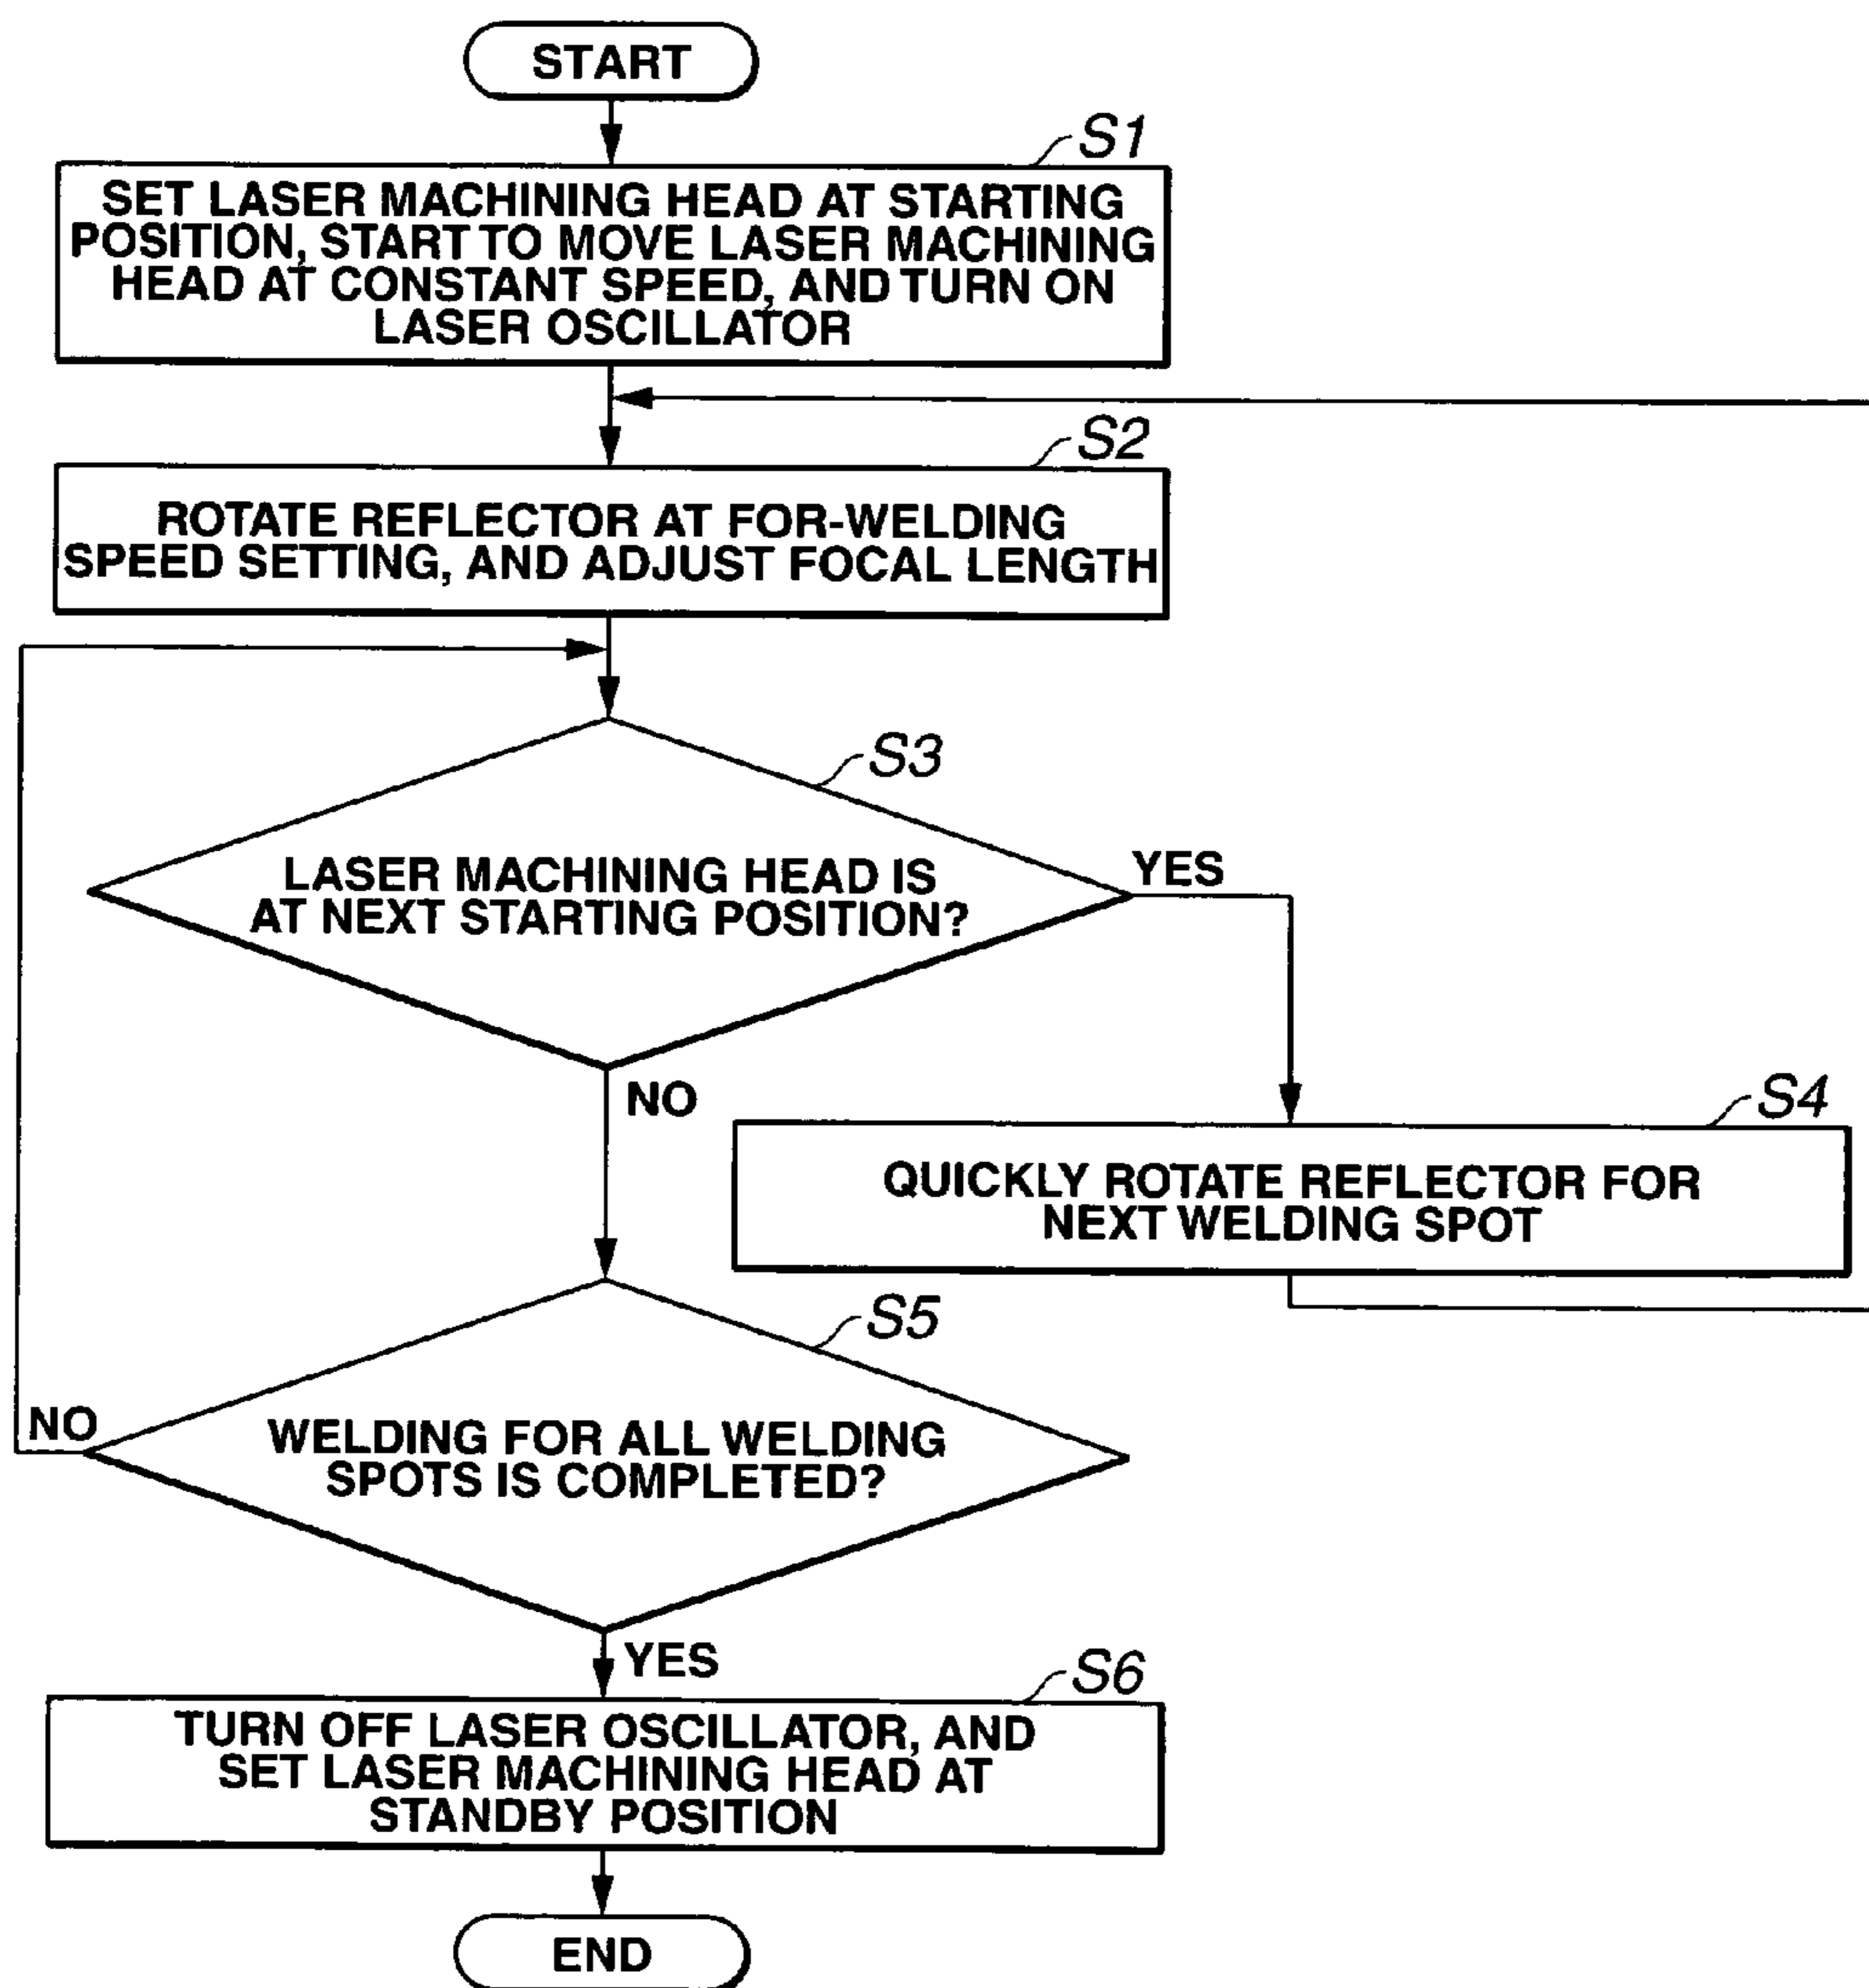 START
S1
SET LASER MACHINING HEAD AT STARTING
POSITION, START TO MOVE LASER MACHINING
HEAD AT CONSTANT SPEED, AND TURN ON
LASER OSCILLATOR
S2
ROTATE REFLECTOR AT FOR-WELDING
SPEED SETTING, AND ADJUST FOCAL LENGTH
S3
LASER MACHINING HEAD IS
AT NEXT STARTING POSITION?
YES
NO
S4
QUICKLY ROTATE REFLECTOR FOR
NEXT WELDING SPOT
S5
WELDING FOR ALL WELDING
SPOTS IS COMPLETED?
NO
YES
S6
TURN OFF LASER OSCILLATOR, AND
SET LASER MACHINING HEAD AT
STANDBY POSITION
END